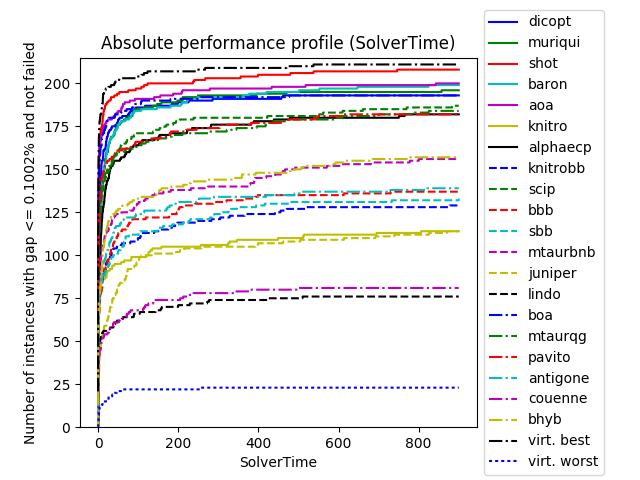 Absolute performance profile (SolverTime)
Number of instances with gap <= 0.1002% and not failed
200
175
150
125
100
75
50
25
0
0 200 400 600 800
SolverTime
dicopt
muriqui
shot
baron
aoa
knitro
alphaecp
knitrobb
scip
bbb
sbb
mtaurbnb
juniper
lindo
boa
mtaurqg
pavito
antigone
couenne
bhyb
virt. best
virt. worst